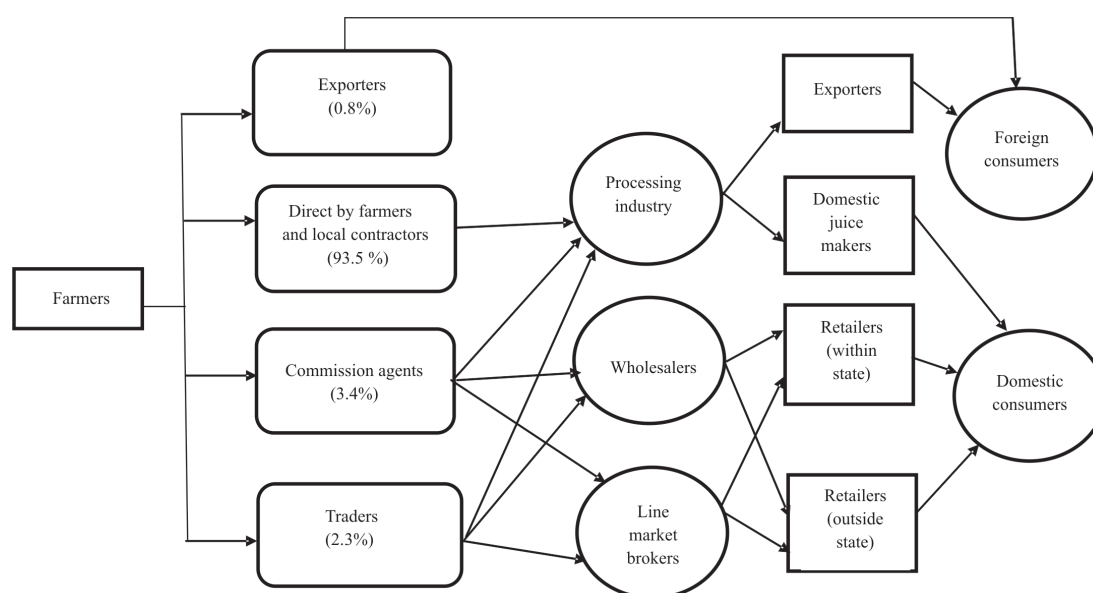 Farmers
Exporters
(0.8%)
Direct by farmers
and local contractors
(93.5 %)
Commission agents
(3.4%)
Traders
(2.3%)
Processing
industry
Wholesalers
Line
market
brokers
Exporters
Domestic
juice
makers
Retailers
(within
state)
Retailers
(outside
state)
Foreign
consumers
Domestic
consumers